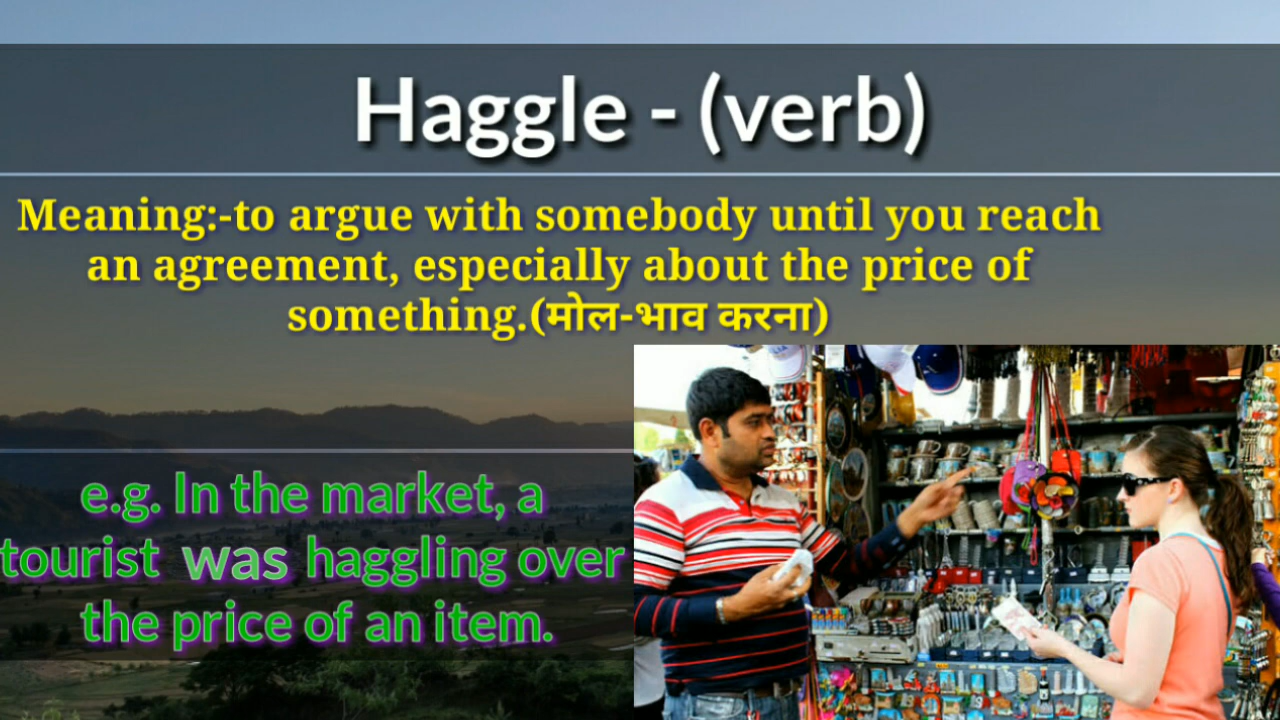 Haggle - (verb)
Meaning:-to argue with somebody until you reach
an agreement, especially about the price of
something.(मोल-भाव करना)
e.g. In the market, a
tourist was haggling over
the price of an item.